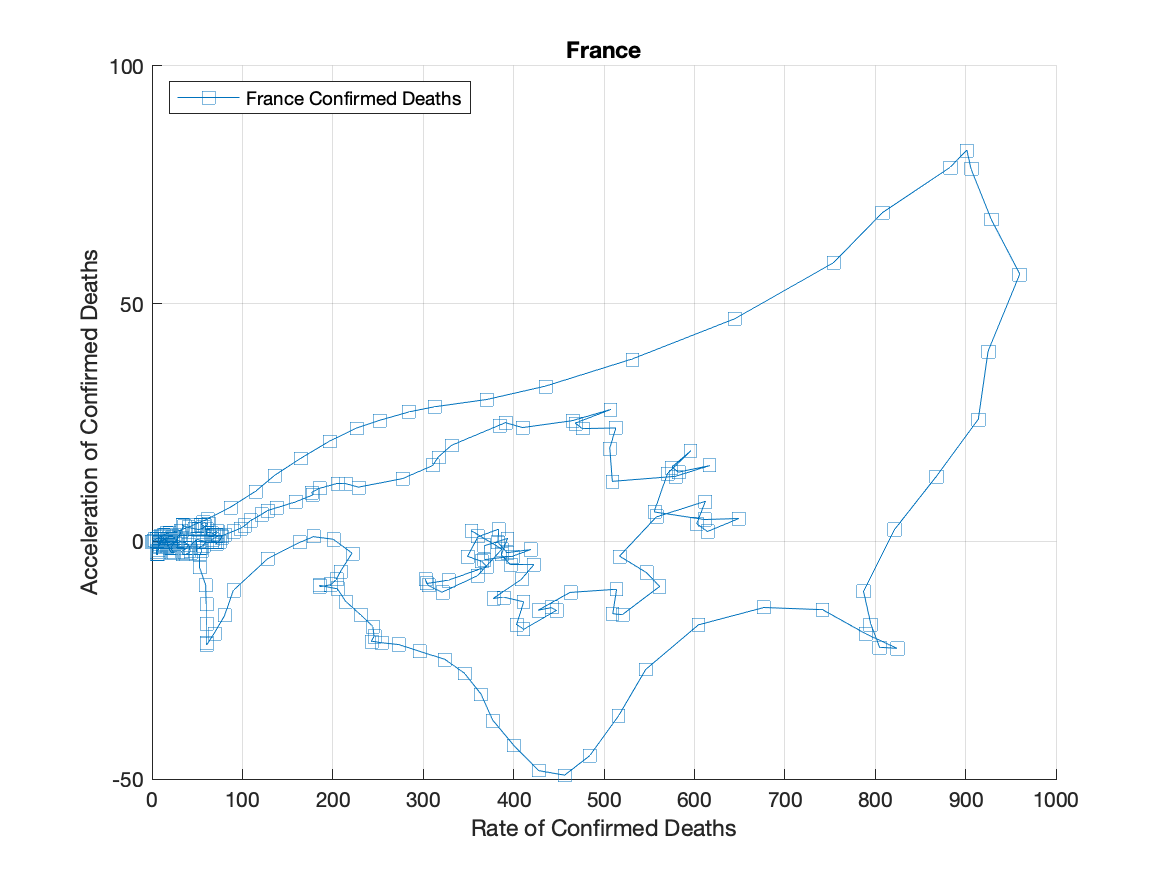 France
100
France Confirmed Deaths
50
0
-50
Acceleration of Confirmed Deaths
0 100 200 300 400 500 600 700 800 900 1000
Rate of Confirmed Deaths